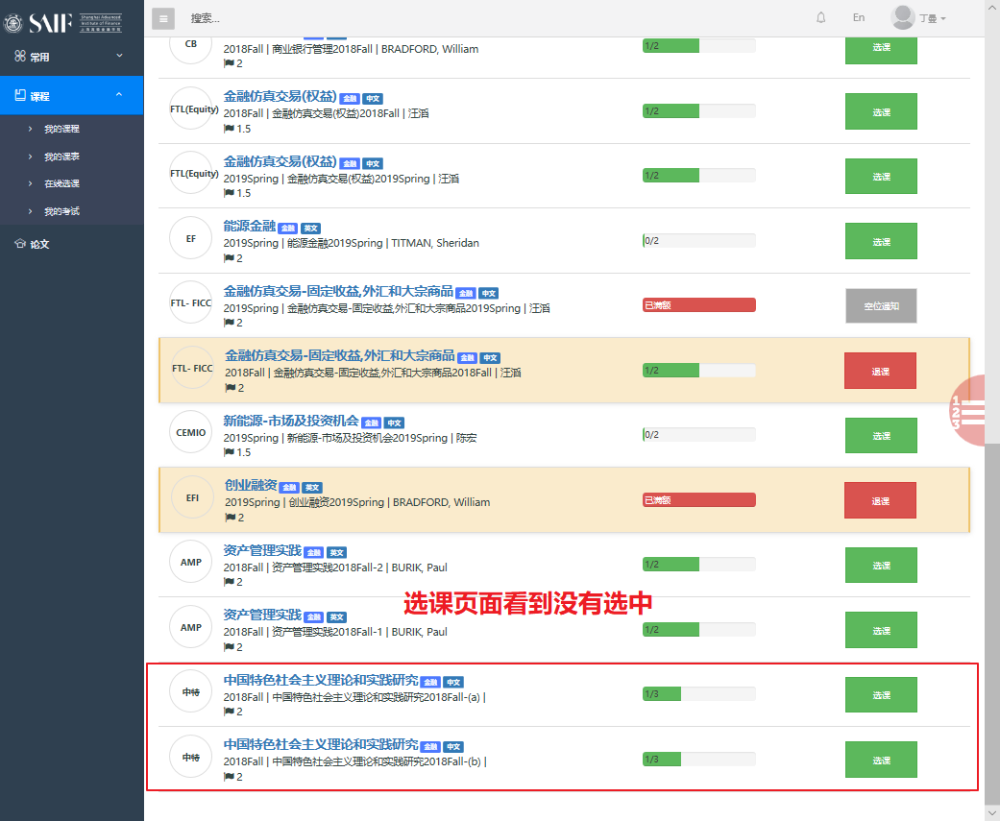 SAIF
Shanghai Advanced
Institute of Finance
上海高级金融学院
搜索...
En
丁曼
常用
课程
我的课程
我的课表
在线选课
我的考试
论文
CB
2018Fall | 商业银行管理2018Fall | BRADFORD, William
2
1/2
选课
FTL(Equity)
金融仿真交易(权益) 金融 中文
2018Fall | 金融仿真交易(权益)2018Fall | 汪滔
1.5
1/2
选课
FTL(Equity)
金融仿真交易(权益) 金融 中文
2019Spring | 金融仿真交易(权益)2019Spring | 汪滔
1.5
1/2
选课
EF
能源金融 金融 英文
2019Spring | 能源金融2019Spring | TITMAN, Sheridan
2
0/2
选课
FTL- FICC
金融仿真交易-固定收益,外汇和大宗商品 金融 中文
2019Spring | 金融仿真交易-固定收益,外汇和大宗商品2019Spring | 汪滔
2
已满额
空位通知
FTL- FICC
金融仿真交易-固定收益,外汇和大宗商品 金融 中文
2018Fall | 金融仿真交易-固定收益,外汇和大宗商品2018Fall | 汪滔
2
1/2
退课
CEMIO
新能源-市场及投资机会 金融 中文
2019Spring | 新能源-市场及投资机会2019Spring | 陈宏
1.5
0/2
选课
EFI
创业融资 金融 英文
2019Spring | 创业融资2019Spring | BRADFORD, William
2
已满额
退课
AMP
资产管理实践 金融 英文
2018Fall | 资产管理实践2018Fall-2 | BURIK, Paul
2
1/2
选课
选课页面看到没有选中
AMP
资产管理实践 金融 英文
2018Fall | 资产管理实践2018Fall-1 | BURIK, Paul
2
1/2
选课
中特
中国特色社会主义理论和实践研究 金融 中文
2018Fall | 中国特色社会主义理论和实践研究2018Fall-(a) |
2
1/3
选课
中特
中国特色社会主义理论和实践研究 金融 中文
2018Fall | 中国特色社会主义理论和实践研究2018Fall-(b) |
2
1/3
选课
1
2
3